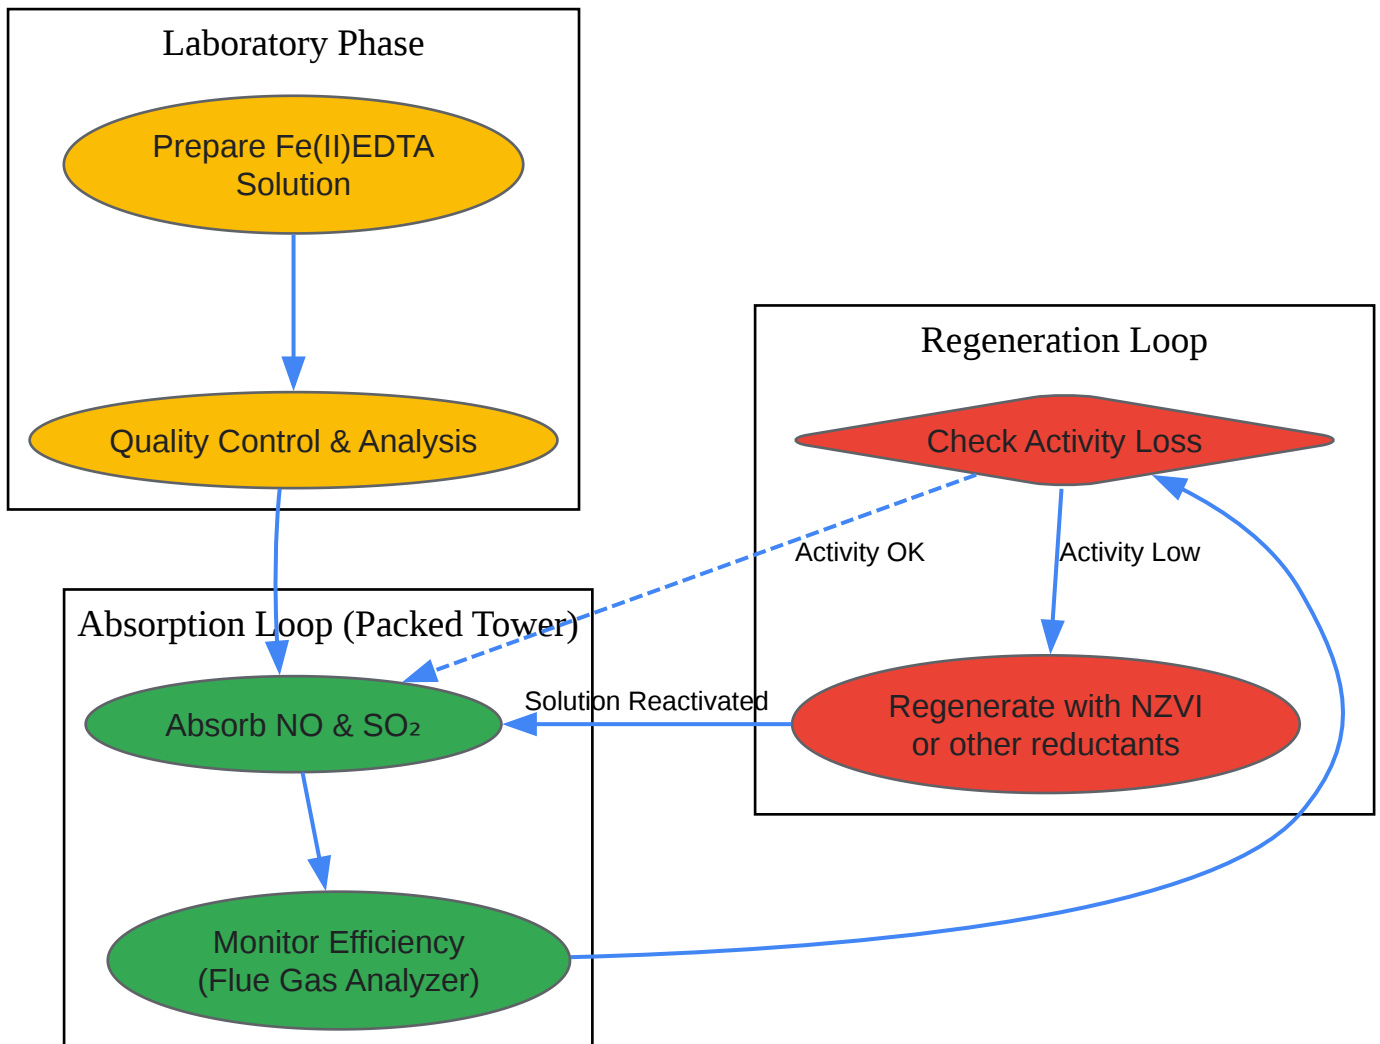 Laboratory Phase
Prepare Fe(II)EDTA
Solution
Quality Control & Analysis
Regeneration Loop
Check Activity Loss
Activity OK
Activity Low
Absorption Loop (Packed Tower)
Absorb NO & SO₂
Solution Reactivated
Regenerate with NZVI
or other reductants
Monitor Efficiency
(Flue Gas Analyzer)